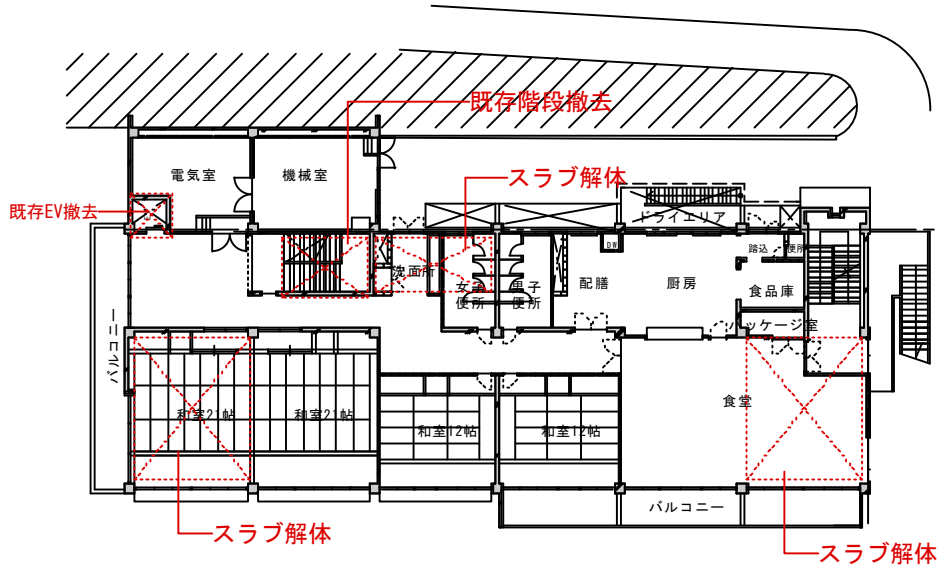 既存階段撤去
電気室
機械室
スラブ解体
既存EV撤去
ドライエリア
DW
踏込
便所
洗面所
女子
便所
男子
便所
配膳
厨房
食品庫
パッケージ室
バルコニー
和室21帖
和室21帖
和室12帖
和室12帖
食堂
バルコニー
スラブ解体
スラブ解体